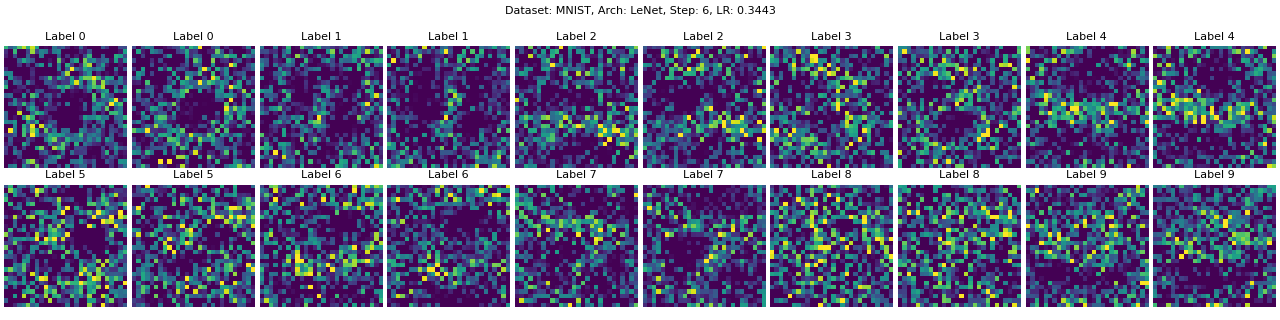 Dataset: MNIST, Arch: LeNet, Step: 6, LR: 0.3443
Label 0 Label 0 Label 1 Label 1 Label 2 Label 2 Label 3 Label 3 Label 4 Label 4
Label 5 Label 5 Label 6 Label 6 Label 7 Label 7 Label 8 Label 8 Label 9 Label 9